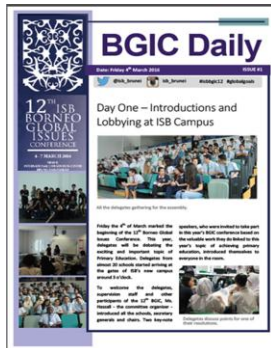 BGIC Daily
Date: Friday 4th March 2016
ISSUE #1
@isb_brunei
isb_brunei
#isbbgic12 #globalgoals
12TH ISB
BORNEO
GLOBAL
ISSUES
CONFERENCE
4 - 7 MARCH 2016
Day One – Introductions and
Lobbying at ISB Campus
All the delegates gathering for the assembly.
Friday the 4th of March marked the
beginning of the 12th Borneo Global
Issues Conference. This year,
delegates will be debating the
exciting and important topic of
Primary Education. Delegates from
almost 20 schools started arriving at
the gates of ISB's new campus
around 5 o'clock.
To welcome the delegates,
supervision staff and other
participants of the 12th BGIC, Ms.
Hassell - the committee organiser -
introduced all the schools, secretary
generals and chairs. Two key-note
speakers, who were invited to take part
in this year's BGIC conference based on
the valuable work they do linked to this
year's topic of achieving primary
education, introduced themselves to
everyone in the room.
Delegates discuss points for one of
their resolutions.